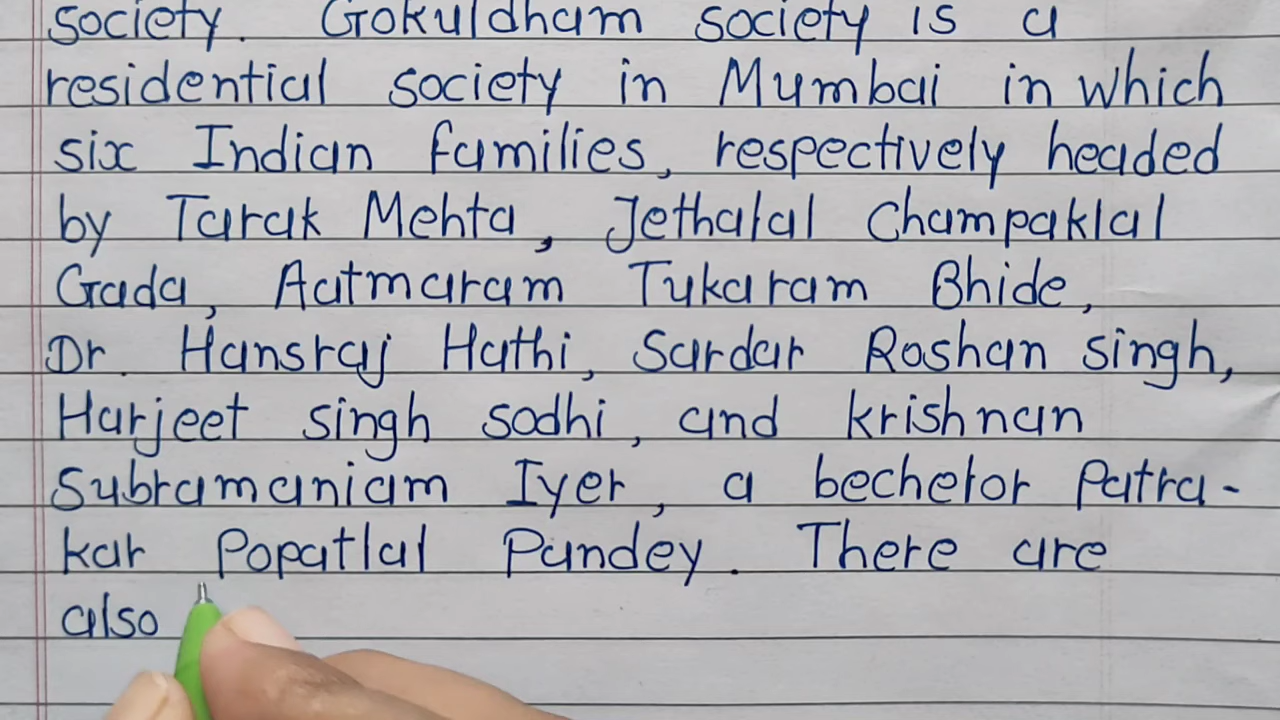 society. Gokuldham society is a
residential society in Mumbai in which
six Indian families, respectively headed
by Tarak Mehta, Jethalal Champaklal
Gada, Aatmaram Tukaram Bhide,
Dr. Hansraj Hathi, Sardar Roshan singh,
Harjeet singh sodhi, and krishnan
Subramaniam Iyer, a bechelor Patra-
kar Popatlal Pandey. There are
also